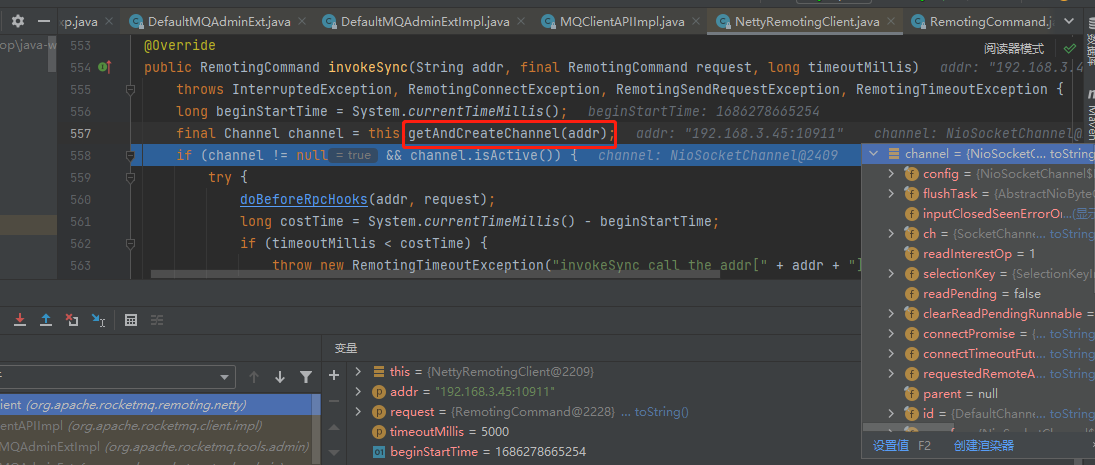 кp.java
DefaultMQAdminExt.java
DefaultMQAdminExtImpl.java
MQClientAPIImpl.java
NettyRemotingClient.java
RemotingCommand.j
op\java-w
阅读器模式
553 @Override
554 public RemotingCommand invokeSync(String addr, final RemotingCommand request, long timeoutMillis) addr: "192.168.3.4
555 throws InterruptedException, RemotingConnectException, RemotingSendRequestException, RemotingTimeoutException {
556 long beginStartTime = System.currentTimeMillis(); beginStartTime: 1686278665254
557 final Channel channel = this.getAndCreateChannel(addr); addr: "192.168.3.45:10911" channel: NioSocketChannel@
558 if (channel != null = true && channel.isActive()) { channel: NioSocketChannel@2409
559 try {
560 doBeforeRpcHooks(addr, request);
561 long costTime = System.currentTimeMillis() - beginStartTime;
562 if (timeoutMillis < costTime) {
563 throw new RemotingTimeoutException("invokeSync call the addr[" + addr + "]
Maven
channel = {NioSocketC... toString
config = {NioSocketChannel$
flushTask = {AbstractNioByteC
inputClosedSeenErrorOr...(显示
ch = {SocketChanne... toString
readInterestOp = 1
selectionKey = {SelectionKeyIr
readPending = false
clearReadPendingRunnable =
connectPromise = ... toString
connectTimeoutFutu... toString
requestedRemoteA... toString
parent = null
id = {DefaultChann... toString
设置值 F2 创建渲染器
变量
this = {NettyRemotingClient@2209}
addr = "192.168.3.45:10911"
request = {RemotingCommand@2228} ... toString()
timeoutMillis = 5000
beginStartTime = 1686278665254
ient (org.apache.rocketmq.remoting.netty)
entAPIImpl (org.apache.rocketmq.client.impl)
MQAdminExtImpl (org.apache.rocketmq.tools.admin)